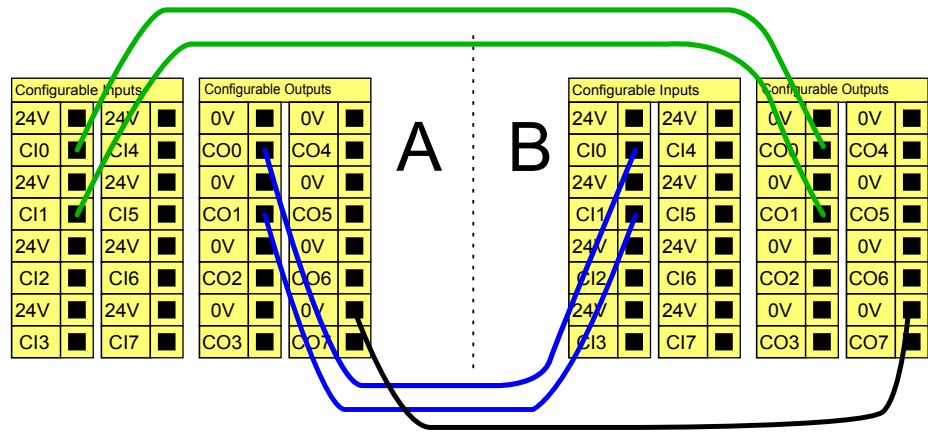 Configurable Inputs
24V 24V
CI0 CI4
24V 24V
CI1 CI5
24V 24V
CI2 CI6
24V 24V
CI3 CI7
Configurable Outputs
0V 0V
CO0 CO4
0V 0V
CO1 CO5
0V 0V
CO2 CO6
0V 0V
CO3 CO7
A
B
Configurable Inputs
24V 24V
CI0 CI4
24V 24V
CI1 CI5
24V 24V
CI2 CI6
24V 24V
CI3 CI7
Configurable Outputs
0V 0V
CO0 CO4
0V 0V
CO1 CO5
0V 0V
CO2 CO6
0V 0V
CO3 CO7